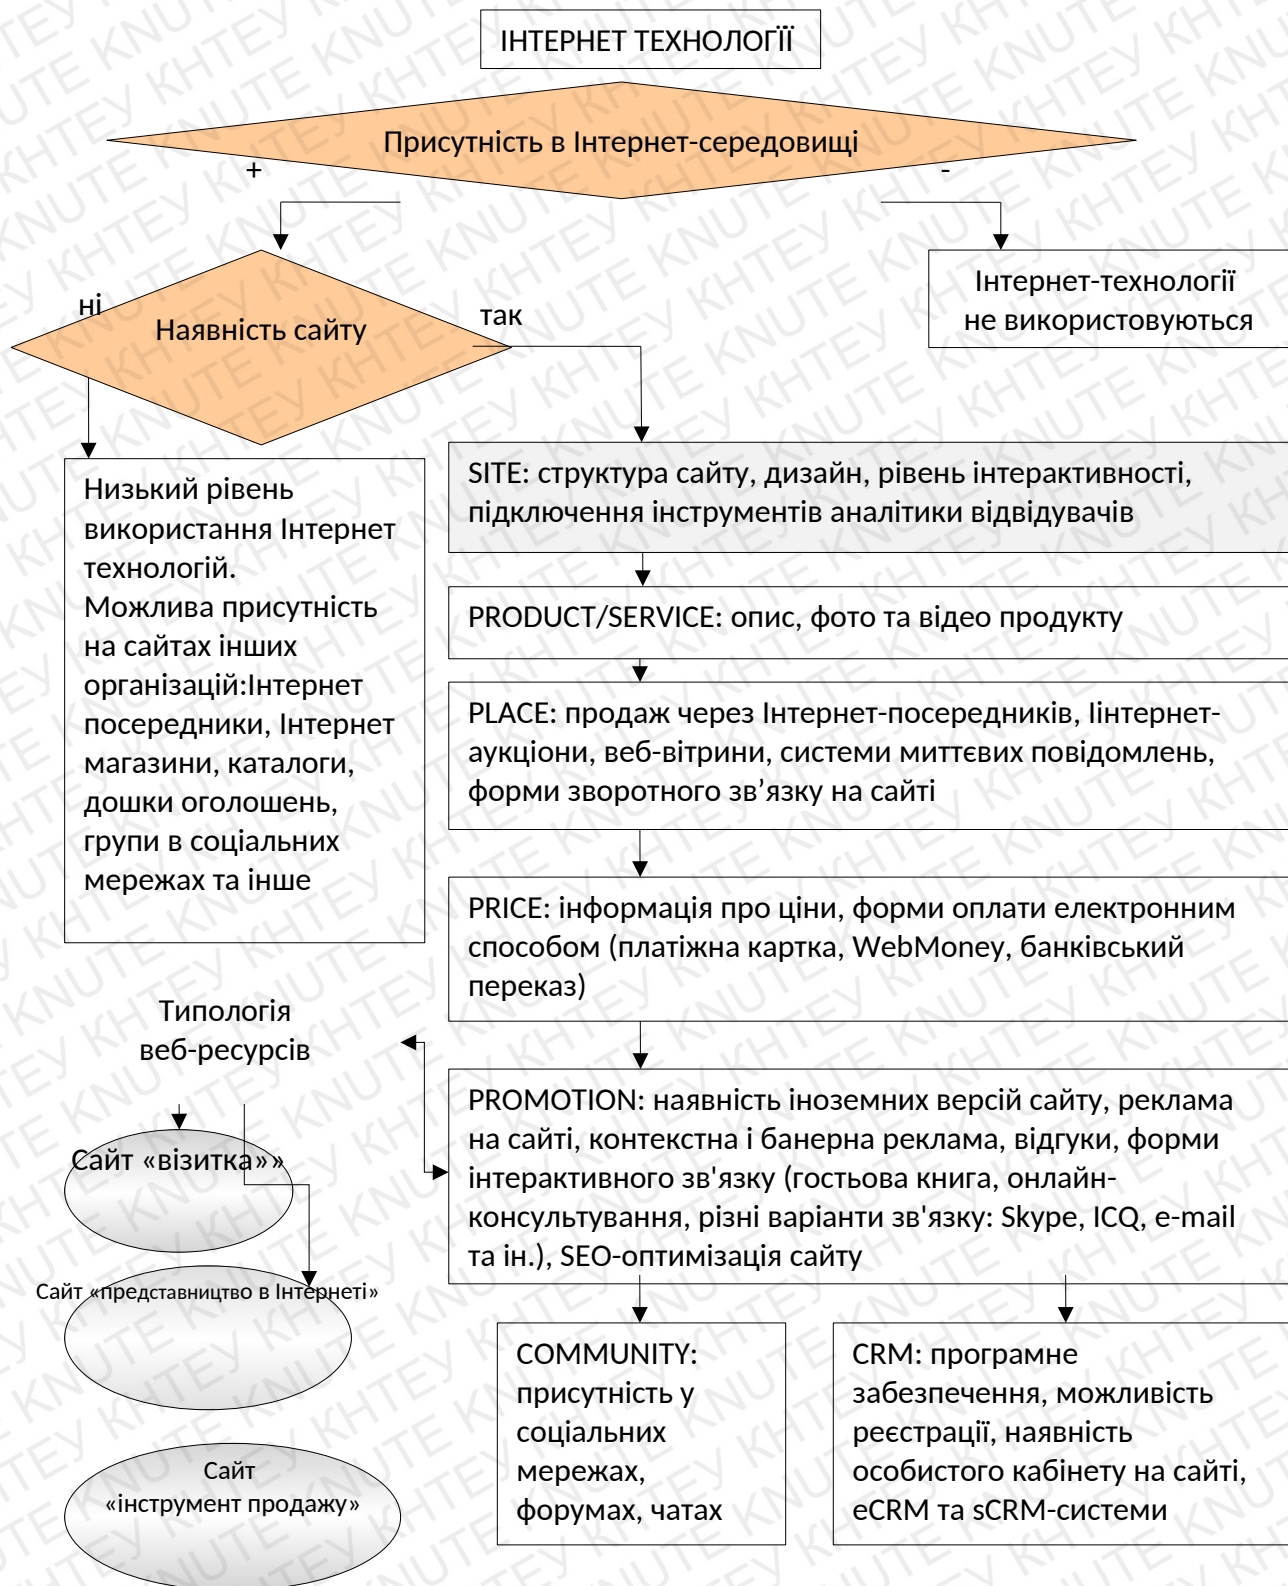 ІНТЕРНЕТ ТЕХНОЛОГІЇ
Присутність в Інтернет-середовищі
+
-
Інтернет-технології
не використовуються
ні
Наявність сайту
так
Низький рівень
використання Інтернет
технологій.
Можлива присутність
на сайтах інших
організацій:Інтернет
посередники, Інтернет
магазини, каталоги,
дошки оголошень,
групи в соціальних
мережах та інше
SITE: структура сайту, дизайн, рівень інтерактивності,
підключення інструментів аналітики відвідувачів
PRODUCT/SERVICE: опис, фото та відео продукту
PLACE: продаж через Інтернет-посередників, Іінтернет-
аукціони, веб-вітрини, системи миттєвих повідомлень,
форми зворотного зв’язку на сайті
PRICE: інформація про ціни, форми оплати електронним
способом (платіжна картка, WebMoney, банківський
переказ)
PROMOTION: наявність іноземних версій сайту, реклама
на сайті, контекстна і банерна реклама, відгуки, форми
інтерактивного зв'язку (гостьова книга, онлайн-
консультування, різні варіанти зв'язку: Skype, ICQ, e-mail
та ін.), SEO-оптимізація сайту
Типологія
веб-ресурсів
Сайт «візитка»»
Сайт «представництво в Інтернеті»
Сайт
«інструмент продажу»
COMMUNITY:
присутність у
соціальних
мережах,
форумах, чатах
CRM: програмне
забезпечення, можливість
реєстрації, наявність
особистого кабінету на сайті,
eCRM та sCRM-системи
KNUTE КНТЕУ